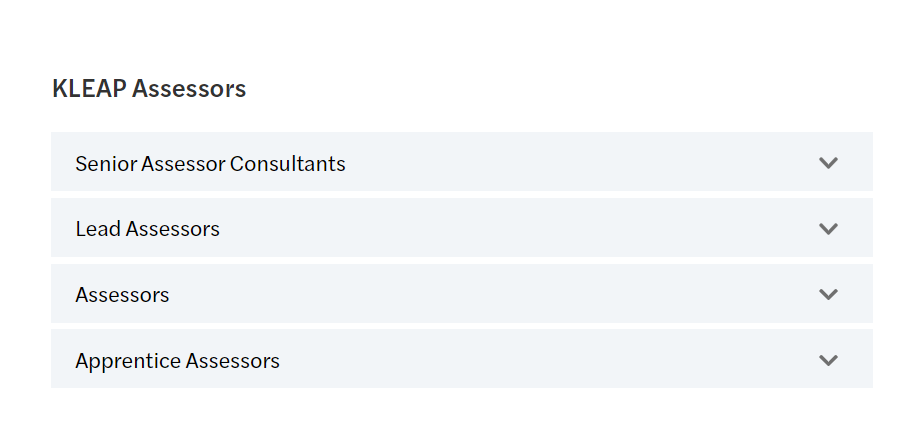 KLEAP Assessors
Senior Assessor Consultants
Lead Assessors
Assessors
Apprentice Assessors